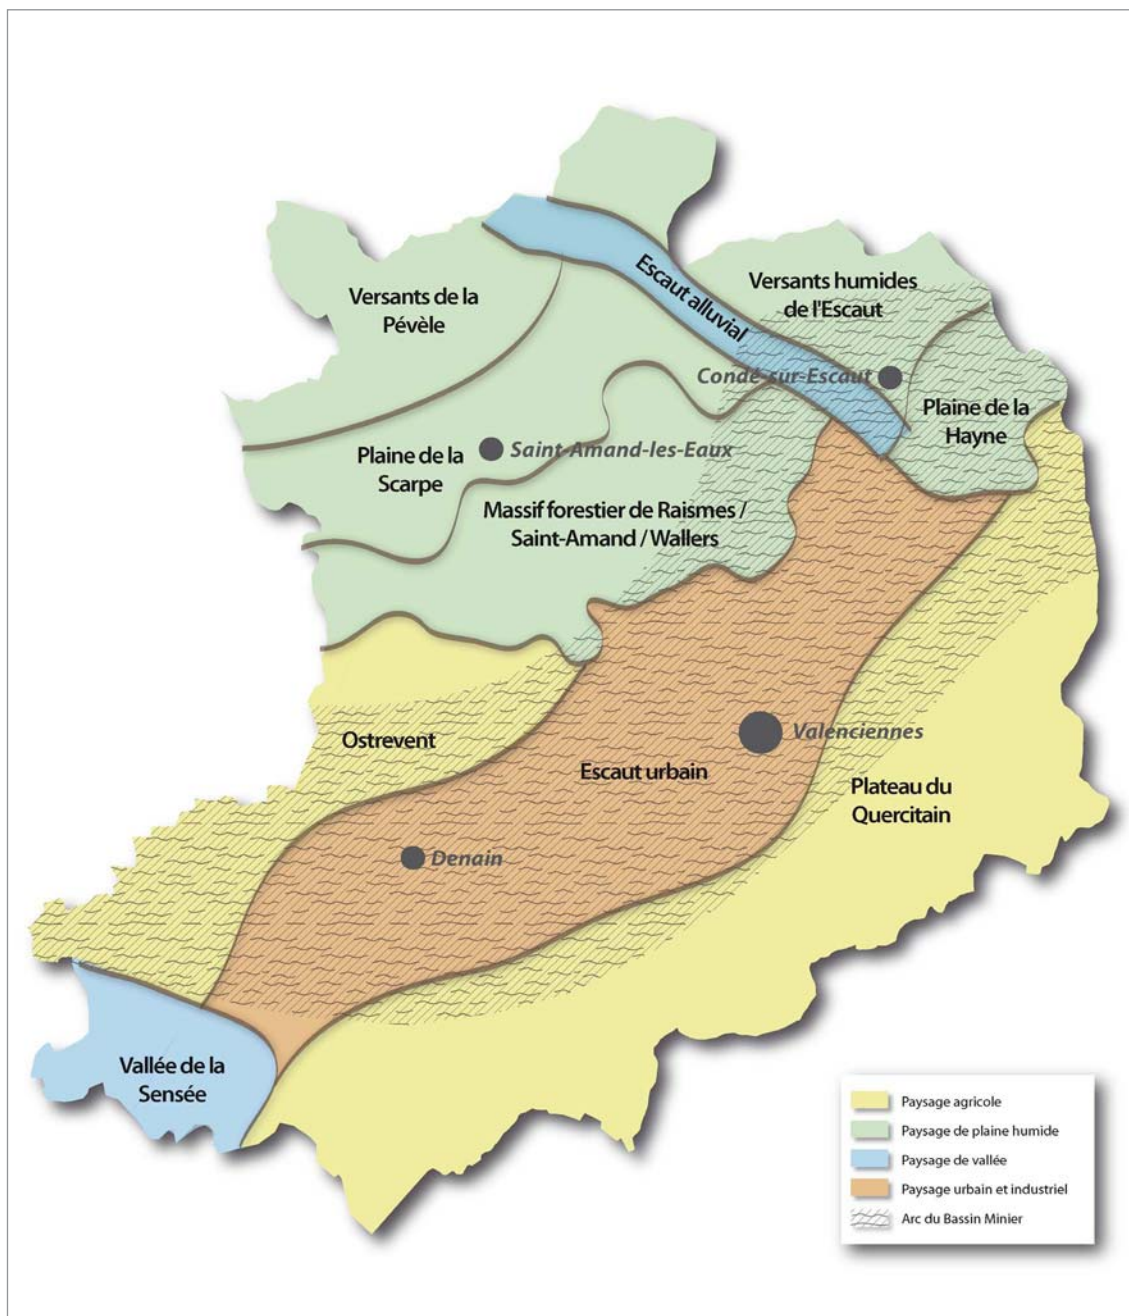 Versants de la
Pévèle
Escaut alluvial
Versants humides
de l'Escaut
Condé-sur-Escaut
Plaine de la
Hayne
Plaine de la
Scarpe
Saint-Amand-les-Eaux
Massif forestier de Raismes /
Saint-Amand / Wallers
Ostrevent
Valenciennes
Escaut urbain
Plateau du
Quercitain
Denain
Vallée de la
Sensée
Paysage agricole
Paysage de plaine humide
Paysage de vallée
Paysage urbain et industriel
Arc du Bassin Minier